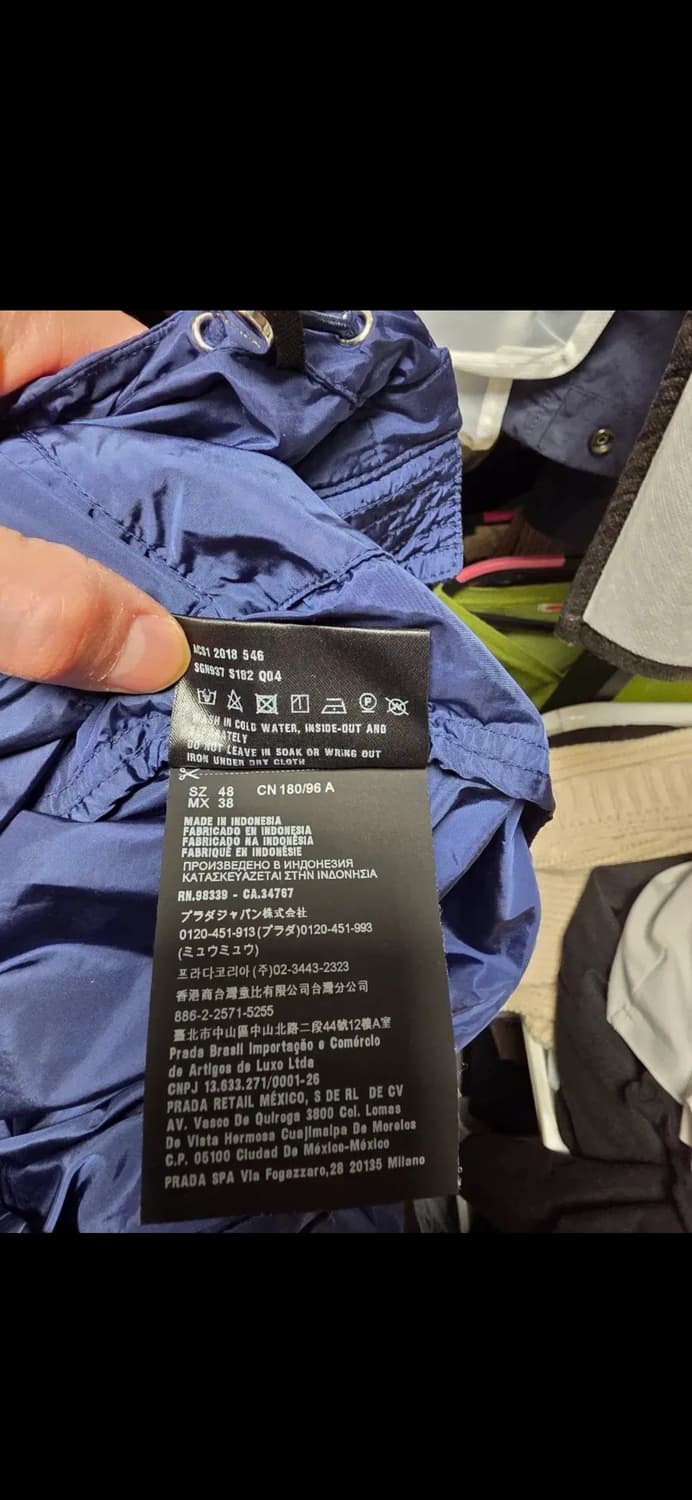 ACS1 2018 546
SGN937 S182 Q04
WASH IN COLD WATER, INSIDE-OUT AND
SEPARATELY
DO NOT LEAVE IN SOAK OR WRING OUT
IRON UNDER DRY CLOTH
SZ 48 CN 180/96 A
MX 38
MADE IN INDONESIA
FABRICADO EN INDONESIA
FABRICADO NA INDONÉSIA
FABRIQUÉ EN INDONÉSIE
ПРОИЗВЕДЕНО В ИНДОНЕЗИЯ
ΚΑΤΑΣΚΕΥΑΖΕΤΑΙ ΣΤΗΝ ΙΝΔΟΝΗΣΙΑ
RN.98339 - CA.34767
プラダジャパン株式会社
0120-451-913(プラダ)0120-451-993
(ミュウミュウ)
프라다코리아(주)02-3443-2323
香港商台灣壹比有限公司台灣分公司
886-2-2571-5255
臺北市中山區中山北路二段44號12樓A室
Prada Brasil Importação e Comércio
de Artigos de Luxo Ltda
CNPJ 13.633.271/0001-26
PRADA RETAIL MÉXICO, S DE RL DE CV
AV. Vasco De Quiroga 3800 Col. Lomas
De Vista Hermosa Cuajimalpa De Morelos
C.P. 05100 Ciudad De México-México
PRADA SPA Via Fogazzaro,28 20135 Milano